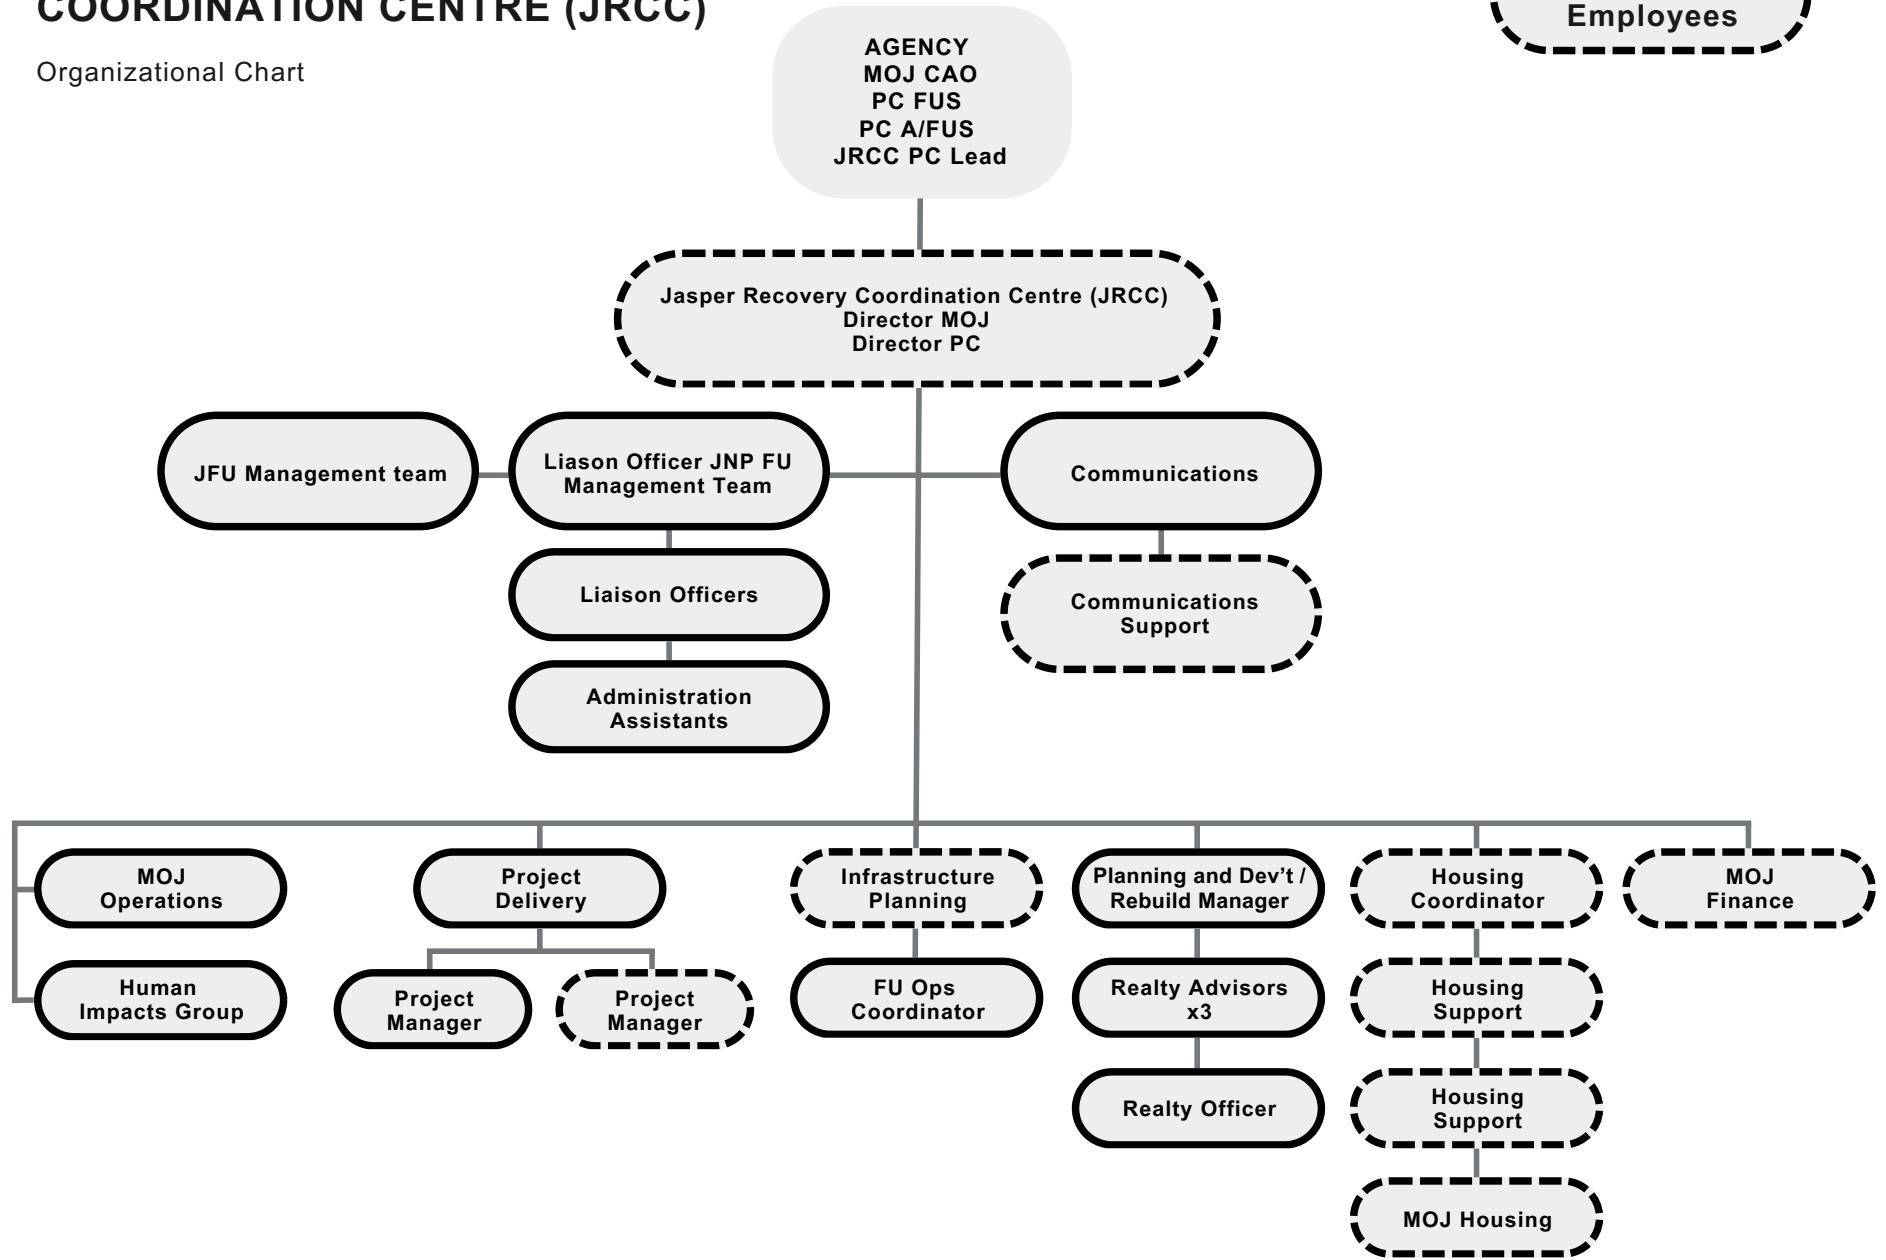 COORDINATION CENTRE (JRCC)
Organizational Chart
Employees
AGENCY
MOJ CAO
PC FUS
PC A/FUS
JRCC PC Lead
Jasper Recovery Coordination Centre (JRCC)
Director MOJ
Director PC
JFU Management team
Liason Officer JNP FU
Management Team
Communications
Liaison Officers
Communications
Support
Administration
Assistants
MOJ
Operations
Project
Delivery
Infrastructure
Planning
Planning and Dev't /
Rebuild Manager
Housing
Coordinator
MOJ
Finance
Human
Impacts Group
Project
Manager
Project
Manager
FU Ops
Coordinator
Realty Advisors
x3
Housing
Support
Realty Officer
Housing
Support
MOJ Housing